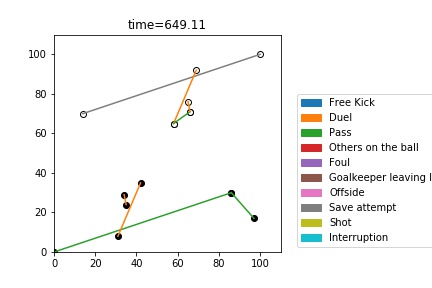 time=649.11
100
80
60
40
20
0
0 20 40 60 80 100
Free Kick
Duel
Pass
Others on the ball
Foul
Goalkeeper leaving l
Offside
Save attempt
Shot
Interruption